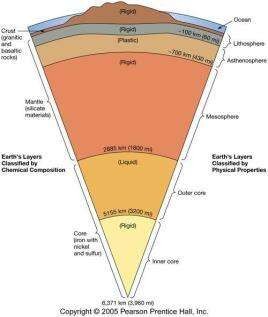 (Rigid)
Ocean
Crust
(granitic
and
basaltic
rocks)
(Rigid)
~100 km (60 mi)
Lithosphere
(Plastic)
~700 km (430 mi)
Asthenosphere
(Rigid)
Mantle
(silicate
materials)
Mesosphere
2885 km (1800 mi)
Earth's Layers
Classified by
Chemical Composition
(Liquid)
Earth's Layers
Classified by
Physical Properties
Outer core
5155 km (3200 mi)
(Rigid)
Core
(iron with
nickel
and sulfur)
Inner core
6,371 km (3,960 mi)
Copyright © 2005 Pearson Prentice Hall, Inc.